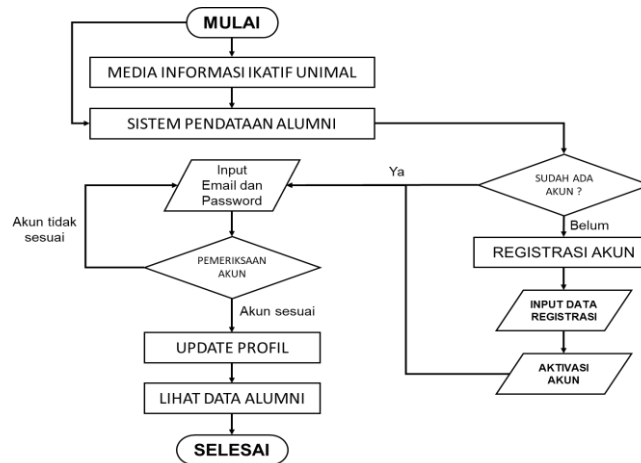 MULAI
MEDIA INFORMASI IKATIF UNIMAL
SISTEM PENDATAAN ALUMNI
SUDAH ADA
AKUN ?
Ya
Belum
Input
Email dan
Password
Akun tidak
sesuai
PEMERIKSAAN
AKUN
Akun sesuai
REGISTRASI AKUN
INPUT DATA
REGISTRASI
AKTIVASI
AKUN
UPDATE PROFIL
LIHAT DATA ALUMNI
SELESAI